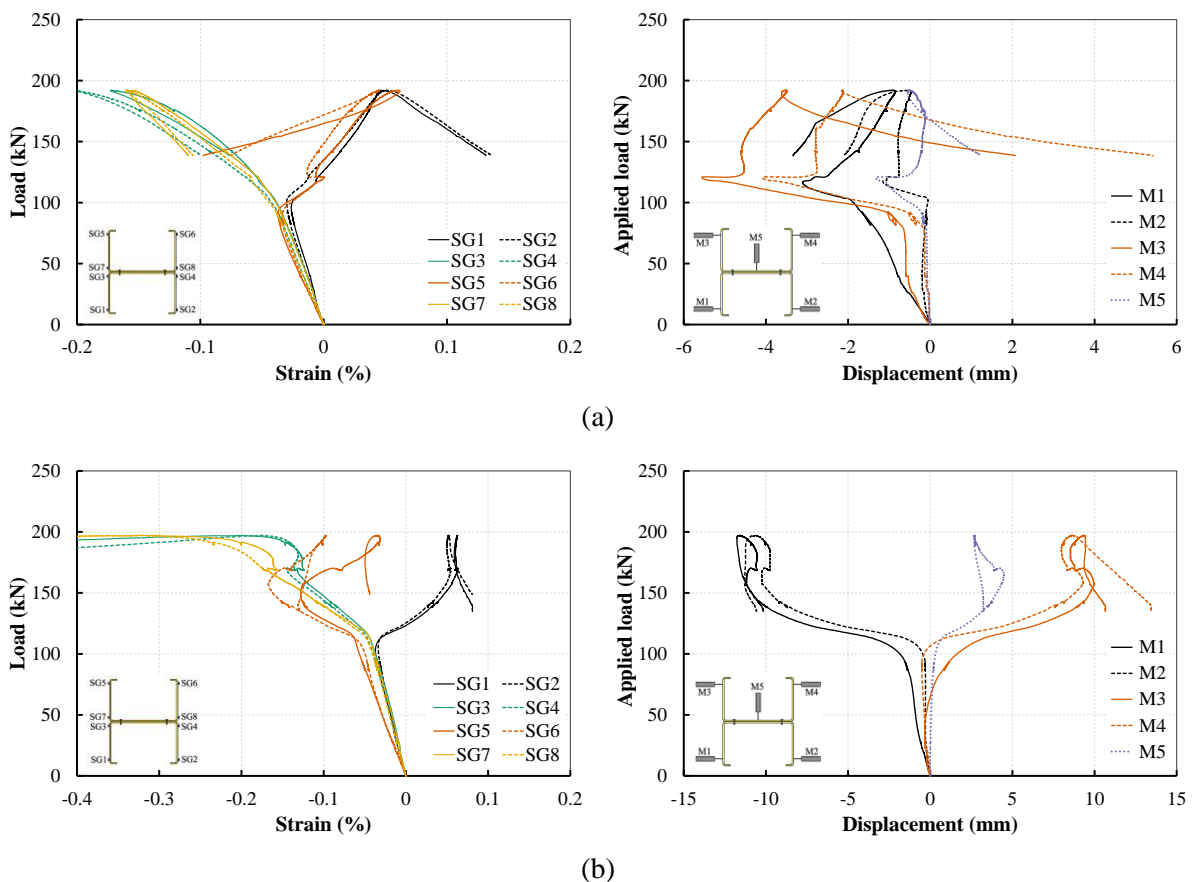 250
200
150
100
50
0
Load (kN)
-0.2
-0.1
0
0.1
0.2
Strain (%)
SG1
SG2
SG3
SG4
SG5
SG6
SG7
SG8
SG5
SG6
SG7
SG8
SG3
SG4
SG1
SG2
250
200
150
100
50
0
Applied load (kN)
-6
-4
-2
0
2
4
6
Displacement (mm)
M1
M2
M3
M4
M5
M3
M5
M4
M1
M2
(a)
250
200
150
100
50
0
Load (kN)
-0.4
-0.3
-0.2
-0.1
0
0.1
0.2
Strain (%)
SG1
SG2
SG3
SG4
SG5
SG6
SG7
SG8
SG5
SG6
SG7
SG8
SG3
SG4
SG1
SG2
250
200
150
100
50
0
Applied load (kN)
-15
-10
-5
0
5
10
15
Displacement (mm)
M1
M2
M3
M4
M5
M3
M5
M4
M1
M2
(b)